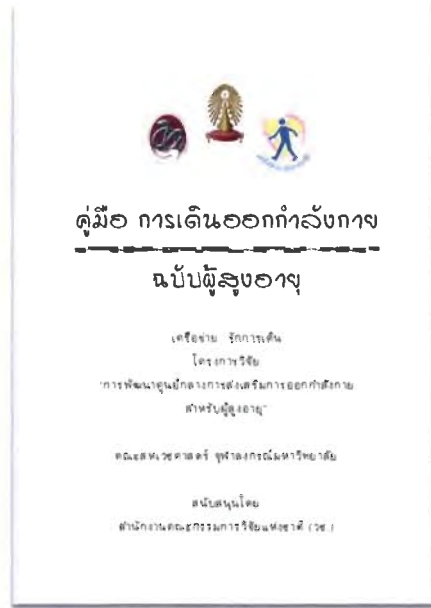 คู่มือ การเดินออกกำลังกาย
ฉบับผู้สูงอายุ
เครือข่าย รักการเดิน
โครงการวิจัย
"การพัฒนาศูนย์กลางการส่งเสริมการออกกำลังกาย
สำหรับผู้สูงอายุ"
คณะสหเวชศาสตร์ จุฬาลงกรณ์มหาวิทยาลัย
สนับสนุนโดย
สำนักงานคณะกรรมการวิจัยแห่งชาติ (วช.)